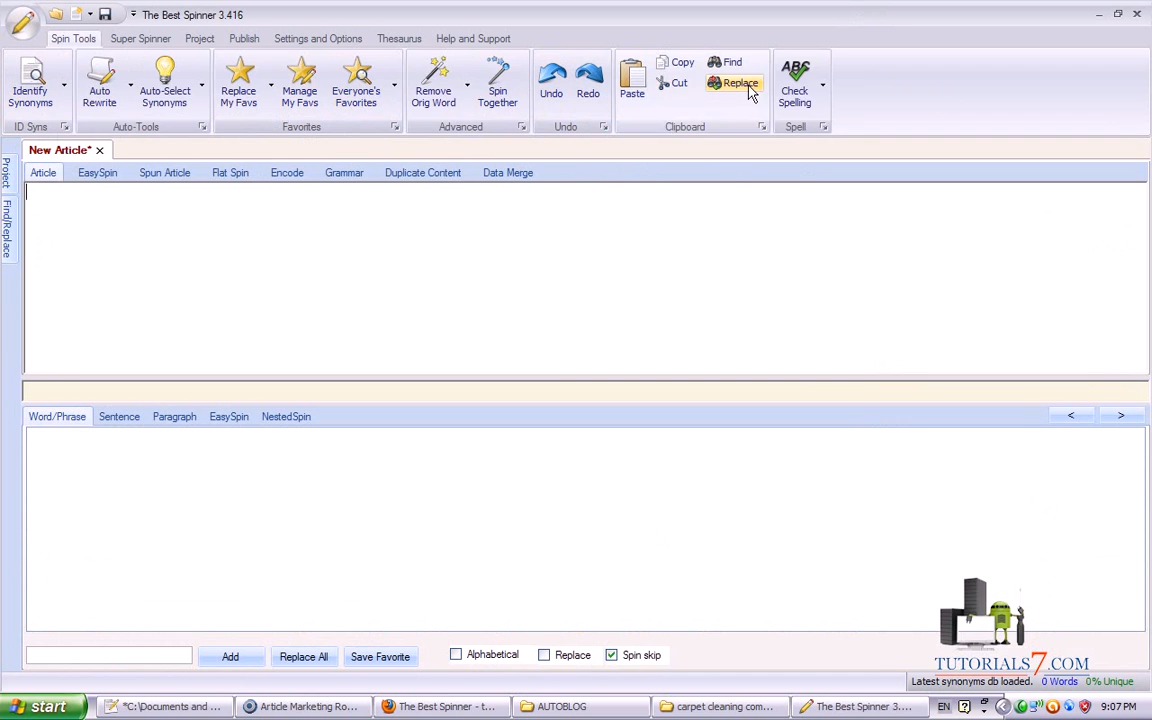 The Best Spinner 3.416
Spin Tools Super Spinner Project Publish Settings and Options Thesaurus Help and Support
Identify Synonyms
Auto Rewrite
Auto-Select Synonyms
Replace My Favs
Manage My Favs
Everyone's Favorites
Remove Orig Word
Spin Together
Undo
Redo
Paste
Copy
Cut
Find
Replace
ABC
Check Spelling
ID Syns Auto-Tools Favorites Advanced Undo Clipboard Spell
New Article*
Project
Find/Replace
Article EasySpin Spun Article Flat Spin Encode Grammar Duplicate Content Data Merge
Word/Phrase Sentence Paragraph EasySpin NestedSpin < >
Add Replace All Save Favorite Alphabetical Replace Spin skip
TUTORIALS7.COM
Latest synonyms db loaded. 0 Words 0% Unique
start "C:\Documents and ... Article Marketing Ro... The Best Spinner - t... AUTOBLOG carpet cleaning com... The Best Spinner 3.... EN 9:07 PM